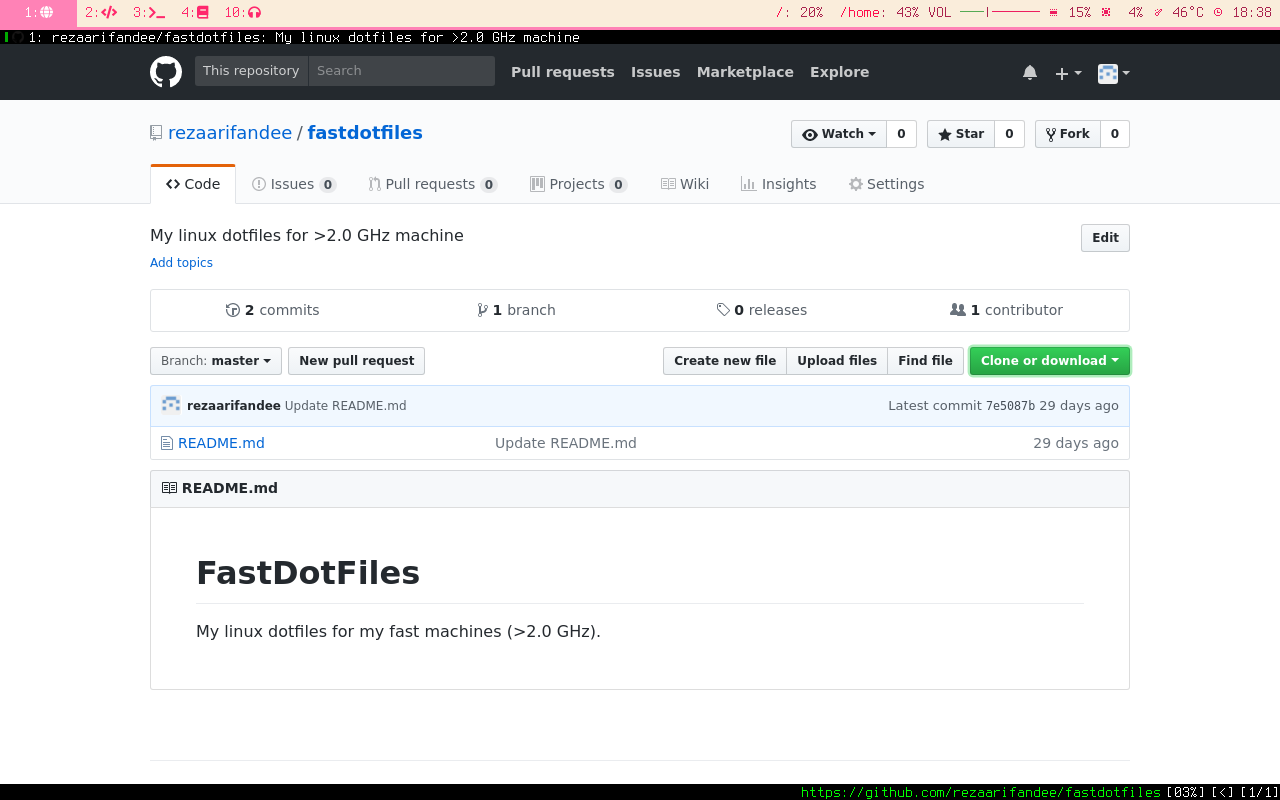 1: 2: 3: 4: 10: /: 20% /home: 43% VOL 15% 4% 46°C 18:38
1: rezaarifandee/fastdotfiles: My linux dotfiles for >2.0 GHz machine
This repository Search Pull requests Issues Marketplace Explore
rezaarifandee / fastdotfiles Watch 0 Star 0 Fork 0
Code Issues 0 Pull requests 0 Projects 0 Wiki Insights Settings
My linux dotfiles for >2.0 GHz machine Edit
Add topics
2 commits 1 branch 0 releases 1 contributor
Branch: master New pull request Create new file Upload files Find file Clone or download
rezaarifandee Update README.md Latest commit 7e5087b 29 days ago
README.md Update README.md 29 days ago
README.md
FastDotFiles
My linux dotfiles for my fast machines (>2.0 GHz).
https://github.com/rezaarifandee/fastdotfiles [03%] [<] [1/1]